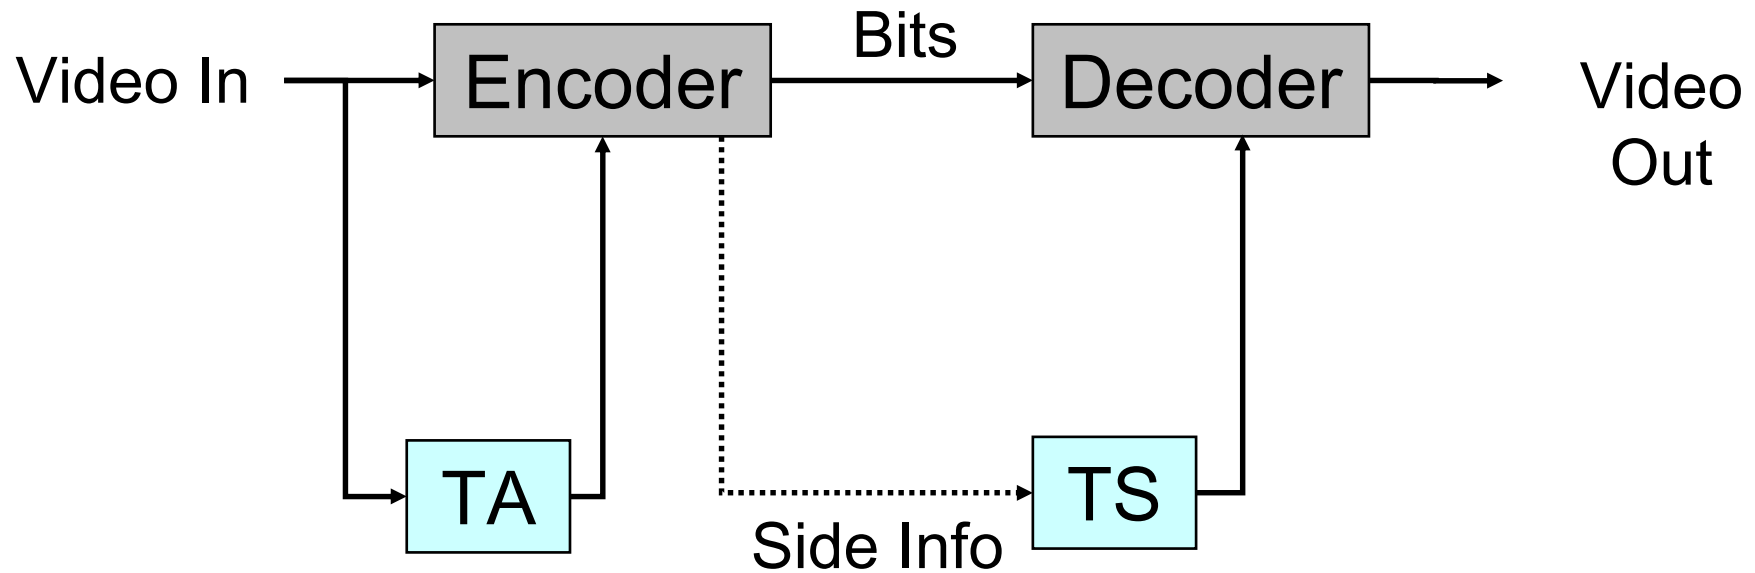 Video In
Encoder
Bits
Decoder
Video
Out
TA
Side Info
TS